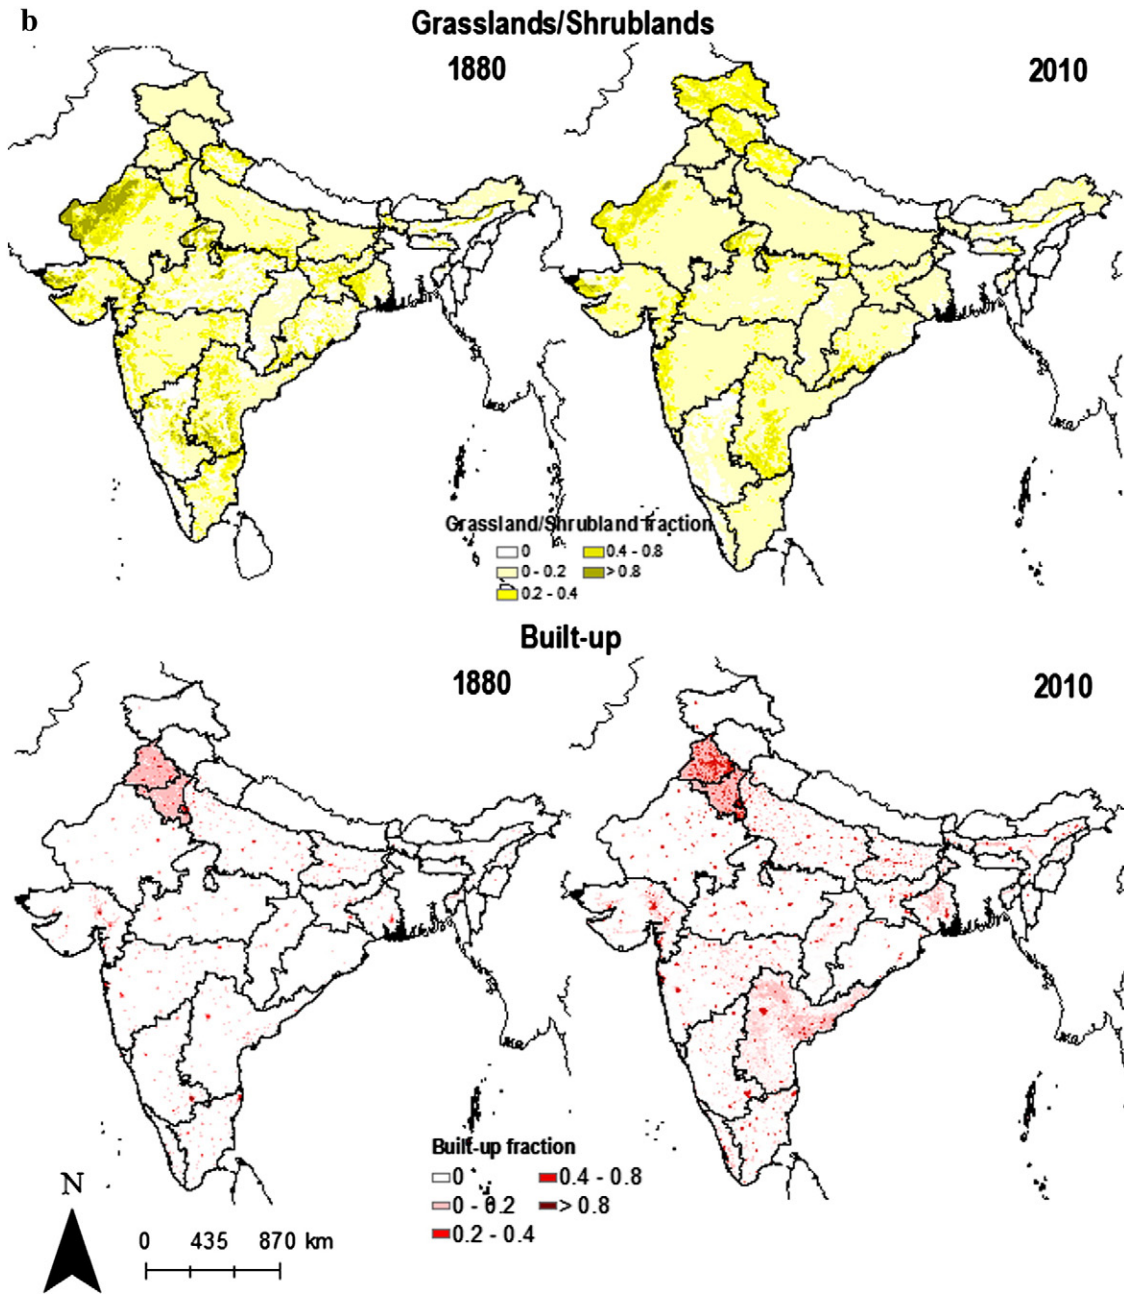 b
Grasslands/Shrublands
1880
2010
Grassland/Shrubland fraction
0
0.4 - 0.8
0 - 0.2
> 0.8
0.2 - 0.4
Built-up
1880
2010
Built-up fraction
0
0.4 - 0.8
0 - 0.2
> 0.8
0.2 - 0.4
N
0 435 870 km